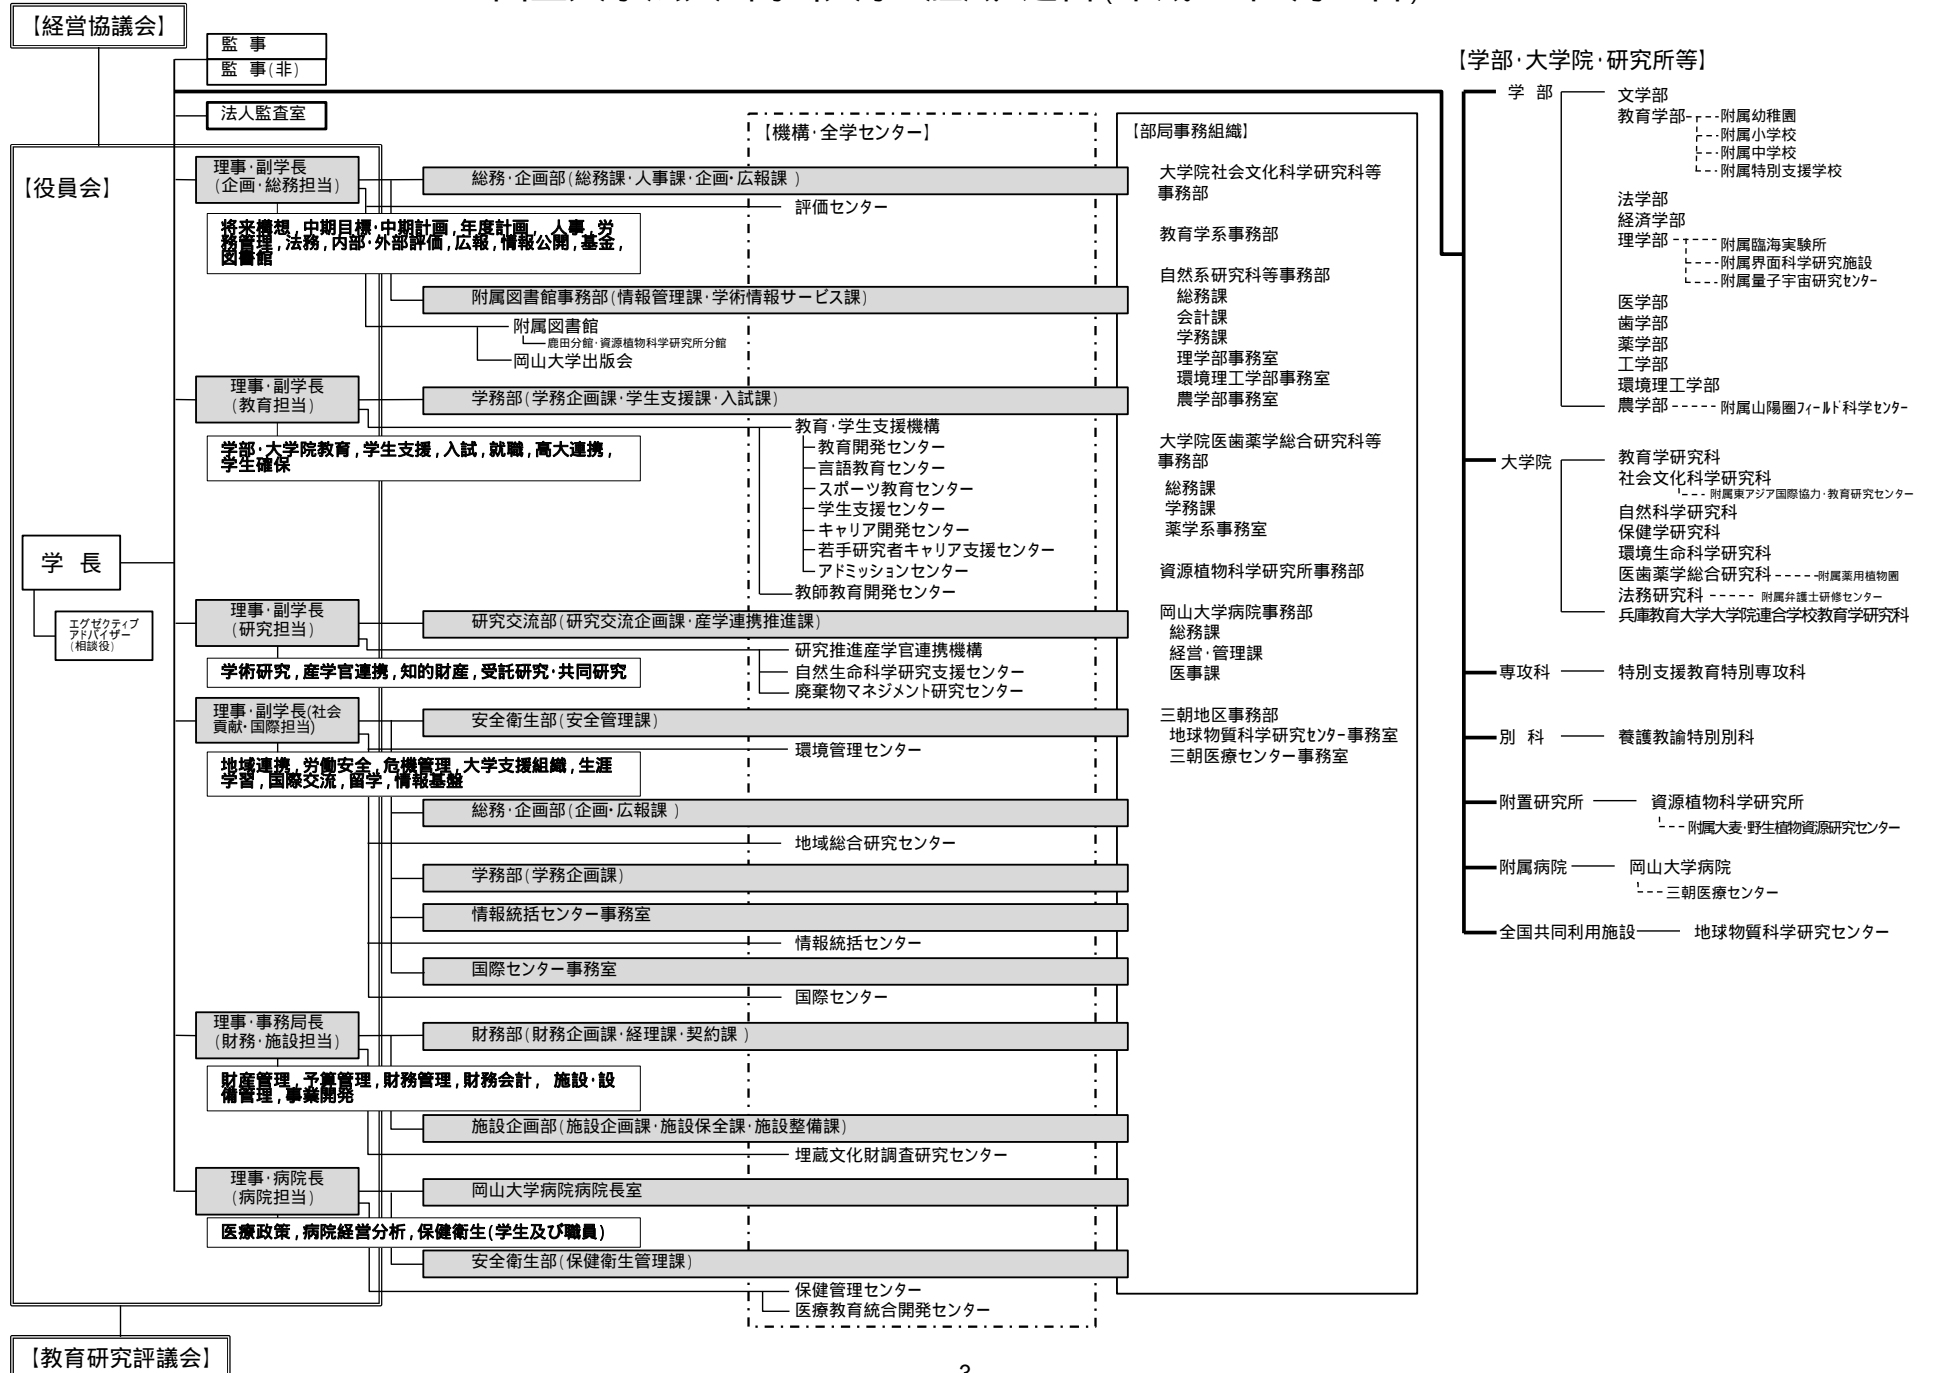 【経営協議会】
監 事
監 事(非)
法人監査室
【役員会】
学 長
エグゼクティブ
アドバイザー
(相談役)
理事・副学長
(企画・総務担当)
総務・企画部(総務課・人事課・企画・広報課 )
評価センター
将来構想,中期目標・中期計画,年度計画, 人事,労
務管理,法務,内部・外部評価,広報,情報公開,基金,
図書館
附属図書館事務部(情報管理課・学術情報サービス課)
附属図書館
鹿田分館・資源植物科学研究所分館
岡山大学出版会
理事・副学長
(教育担当)
学務部(学務企画課・学生支援課・入試課)
学部・大学院教育,学生支援,入試,就職,高大連携,
学生確保
教育・学生支援機構
教育開発センター
言語教育センター
スポーツ教育センター
学生支援センター
キャリア開発センター
若手研究者キャリア支援センター
アドミッションセンター
教師教育開発センター
理事・副学長
(研究担当)
研究交流部(研究交流企画課・産学連携推進課)
学術研究,産学官連携,知的財産,受託研究・共同研究
研究推進産学官連携機構
自然生命科学研究支援センター
廃棄物マネジメント研究センター
理事・副学長(社会
貢献・国際担当)
安全衛生部(安全管理課)
環境管理センター
地域連携,労働安全,危機管理,大学支援組織,生涯
学習,国際交流,留学,情報基盤
総務・企画部(企画・広報課 )
地域総合研究センター
学務部(学務企画課)
情報統括センター事務室
情報統括センター
国際センター事務室
国際センター
理事・事務局長
(財務・施設担当)
財務部(財務企画課・経理課・契約課 )
財産管理,予算管理,財務管理,財務会計, 施設・設
備管理,事業開発
施設企画部(施設企画課・施設保全課・施設整備課)
埋蔵文化財調査研究センター
理事・病院長
(病院担当)
岡山大学病院病院長室
医療政策,病院経営分析,保健衛生(学生及び職員)
安全衛生部(保健衛生管理課)
保健管理センター
医療教育統合開発センター
【教育研究評議会】
【機構・全学センター】
【部局事務組織】
大学院社会文化科学研究科等
事務部
教育学系事務部
自然系研究科等事務部
総務課
会計課
学務課
理学部事務室
環境理工学部事務室
農学部事務室
大学院医歯薬学総合研究科等
事務部
総務課
学務課
薬学系事務室
資源植物科学研究所事務部
岡山大学病院事務部
総務課
経営・管理課
医事課
三朝地区事務部
地球物質科学研究センター事務室
三朝医療センター事務室
【学部・大学院・研究所等】
学 部
文学部
教育学部
附属幼稚園
附属小学校
附属中学校
附属特別支援学校
法学部
経済学部
理学部
附属臨海実験所
附属界面科学研究施設
附属量子宇宙研究センター
医学部
歯学部
薬学部
工学部
環境理工学部
農学部 附属山陽圏フィールド科学センター
大学院
教育学研究科
社会文化科学研究科
附属東アジア国際協力・教育研究センター
自然科学研究科
保健学研究科
環境生命科学研究科
医歯薬学総合研究科 附属薬用植物園
法務研究科 附属弁護士研修センター
兵庫教育大学大学院連合学校教育学研究科
専攻科 特別支援教育特別専攻科
別 科 養護教諭特別別科
附置研究所 資源植物科学研究所
附属大麦・野生植物資源研究センター
附属病院 岡山大学病院
三朝医療センター
全国共同利用施設 地球物質科学研究センター